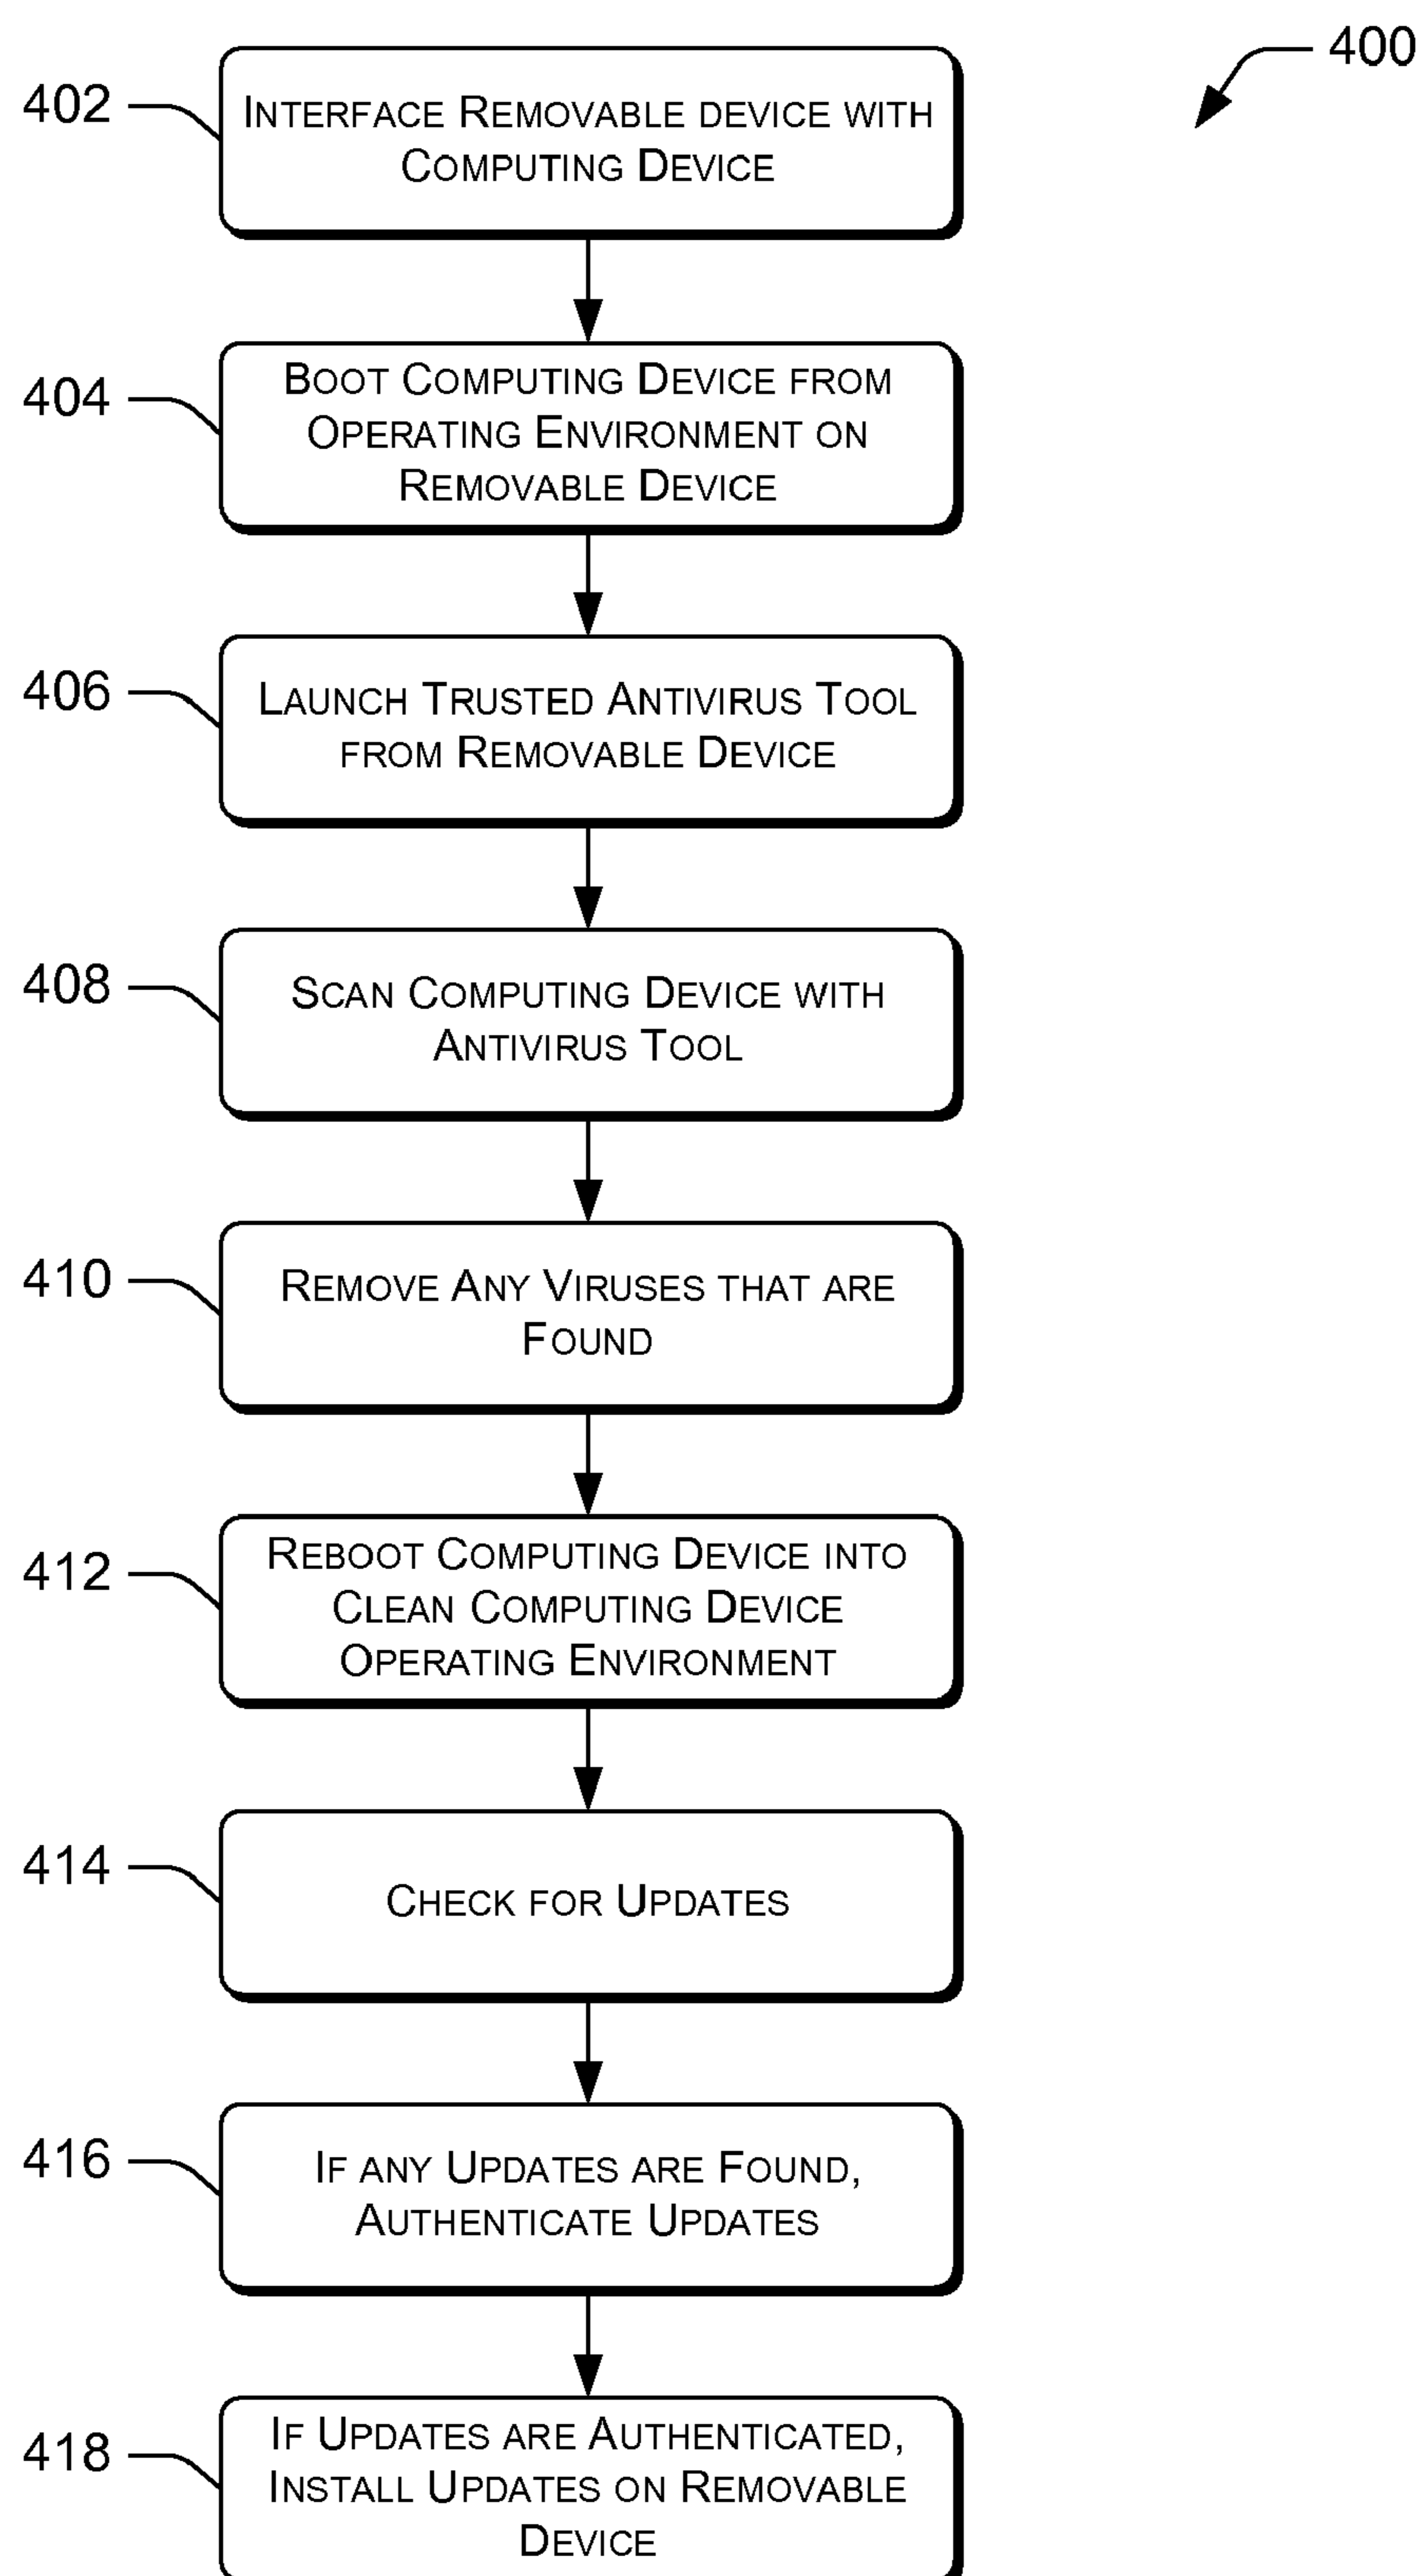 400
402
INTERFACE REMOVABLE DEVICE WITH
COMPUTING DEVICE
404
BOOT COMPUTING DEVICE FROM
OPERATING ENVIRONMENT ON
REMOVABLE DEVICE
406
LAUNCH TRUSTED ANTIVIRUS TOOL
FROM REMOVABLE DEVICE
408
SCAN COMPUTING DEVICE WITH
ANTIVIRUS TOOL
410
REMOVE ANY VIRUSES THAT ARE
FOUND
412
REBOOT COMPUTING DEVICE INTO
CLEAN COMPUTING DEVICE
OPERATING ENVIRONMENT
414
CHECK FOR UPDATES
416
IF ANY UPDATES ARE FOUND,
AUTHENTICATE UPDATES
418
IF UPDATES ARE AUTHENTICATED,
INSTALL UPDATES ON REMOVABLE
DEVICE